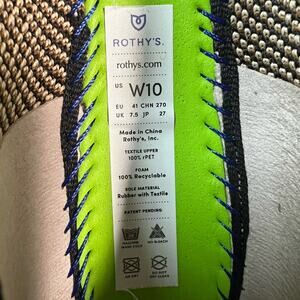 ROTHY'S.
rothys.com
US W10
EU 41 CHN 270
UK 7.5 JP 27
Made in China
Rothy's, Inc.
TEXTILE UPPER
100% rPET
FOAM
100% Recyclable
SOLE MATERIAL
Rubber with Textile
PATENT PENDING
MACHINE WASH COLD
NO BLEACH
AIR DRY
DO NOT DRY CLEAN